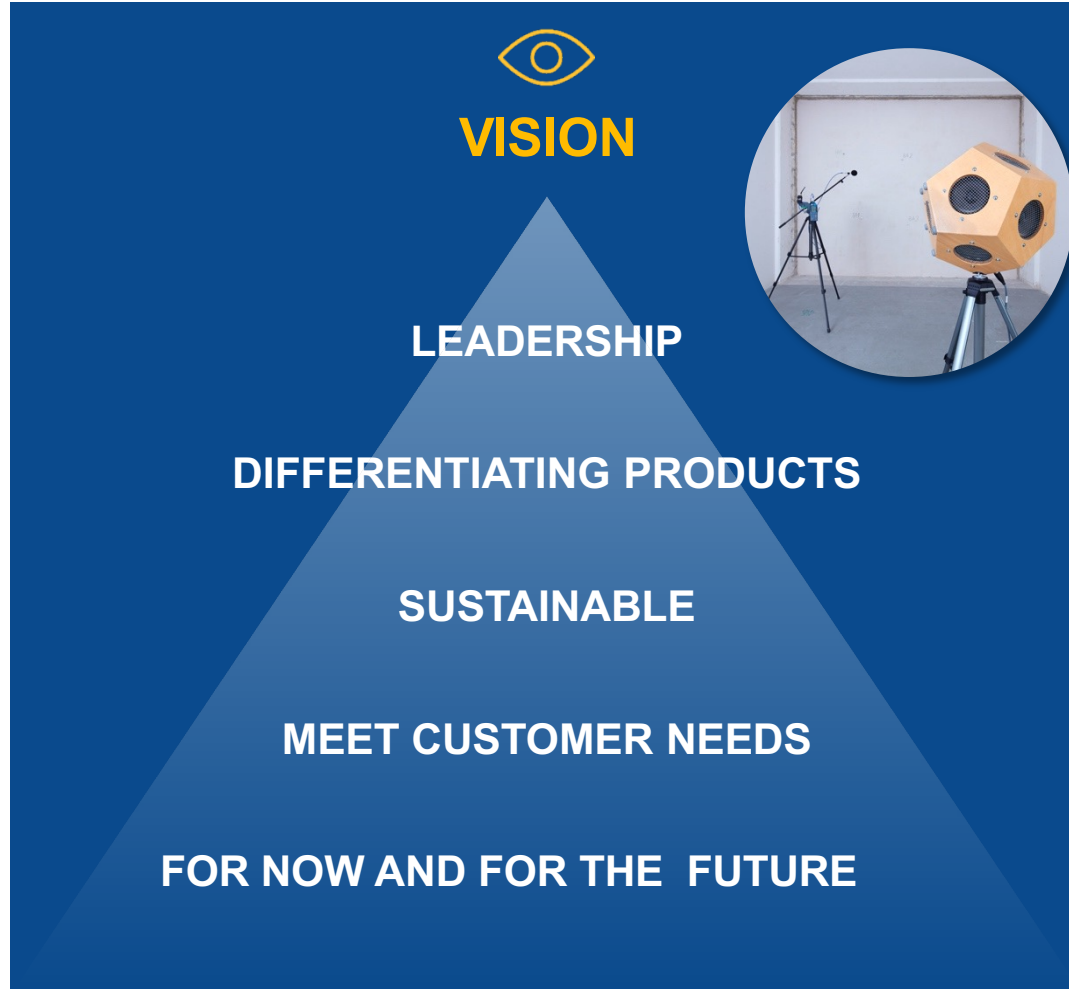 VISION
LEADERSHIP
DIFFERENTIATING PRODUCTS
SUSTAINABLE
MEET CUSTOMER NEEDS
FOR NOW AND FOR THE  FUTURE